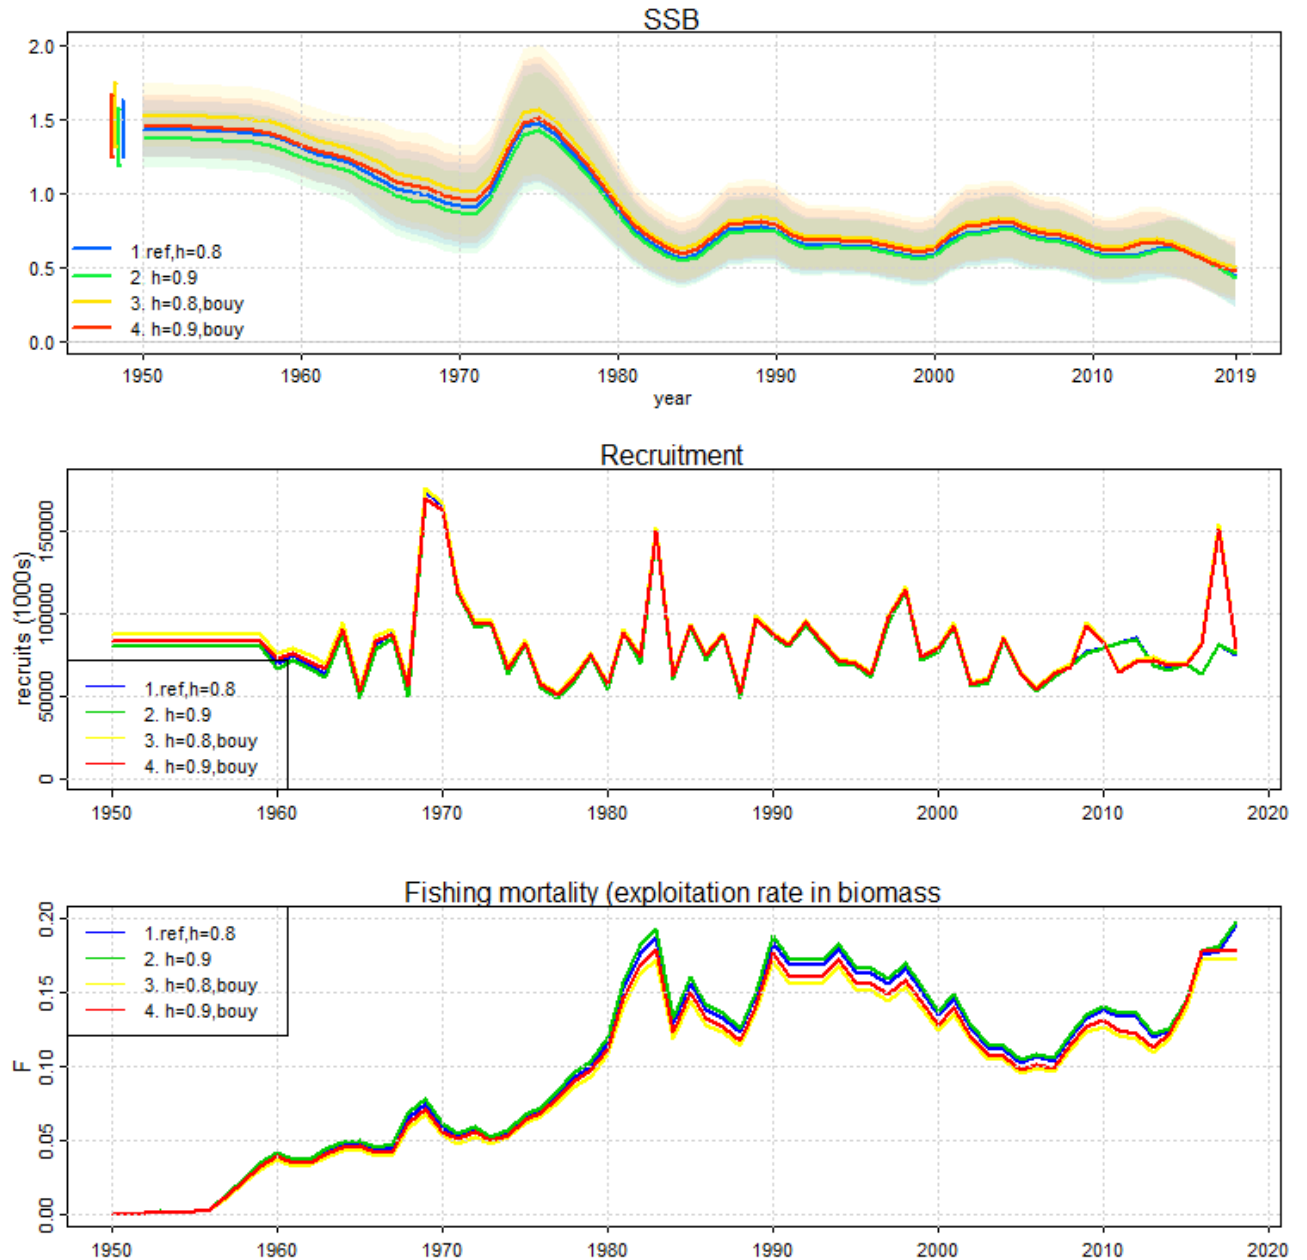 SSB
2.0
1.5
1.0
0.5
0.0
1 ref,h=0.8
2. h=0.9
3. h=0.8,bouy
4. h=0.9,bouy
1950 1960 1970 1980 1990 2000 2010 2019
year
Recruitment
recruits (1000s)
150000
100000
50000
0
1.ref,h=0.8
2. h=0.9
3. h=0.8,bouy
4. h=0.9,bouy
1950 1960 1970 1980 1990 2000 2010 2020
Fishing mortality (exploitation rate in biomass
F
0.20
0.15
0.10
0.05
0.00
1.ref,h=0.8
2. h=0.9
3. h=0.8,bouy
4. h=0.9,bouy
1950 1960 1970 1980 1990 2000 2010 2020